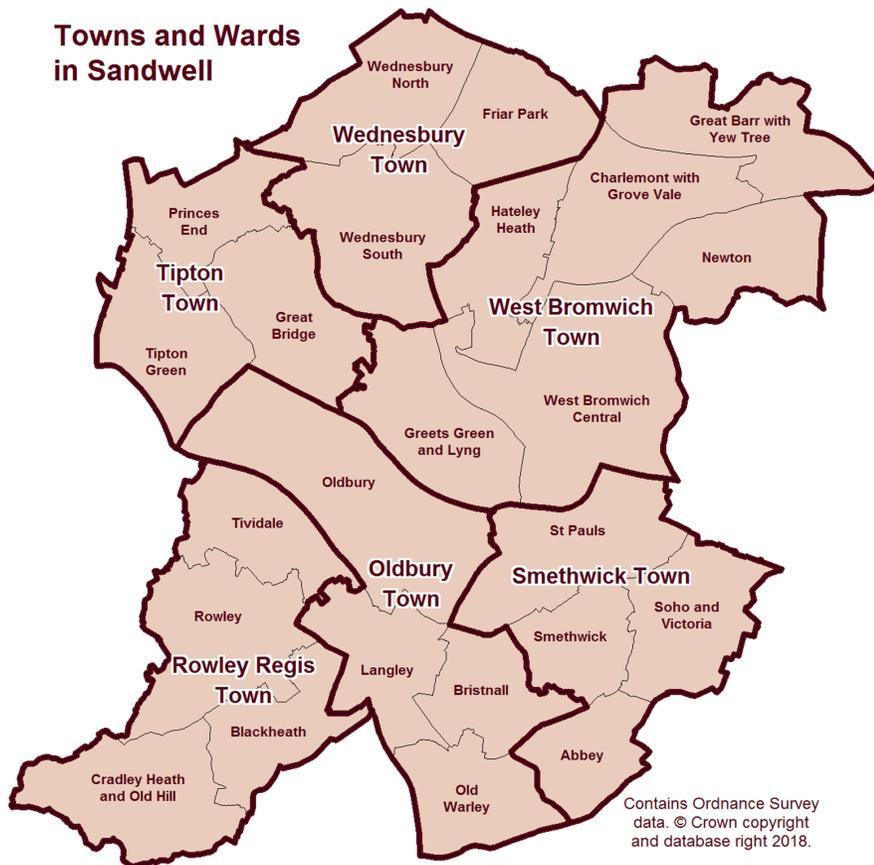 Towns and Wards
in Sandwell
Wednesbury
North
Friar Park
Great Barr with
Yew Tree
Wednesbury
Town
Charlemont with
Grove Vale
Princes
End
Hateley
Heath
Wednesbury
South
Newton
Tipton
Town
West Bromwich
Town
Great
Bridge
Tipton
Green
West Bromwich
Central
Greets Green
and Lyng
Oldbury
Tividale
St Pauls
Oldbury
Town
Smethwick Town
Rowley
Soho and
Victoria
Smethwick
Rowley Regis
Town
Langley
Bristnall
Blackheath
Abbey
Cradley Heath
and Old Hill
Old
Warley
Contains Ordnance Survey
data. © Crown copyright
and database right 2018.